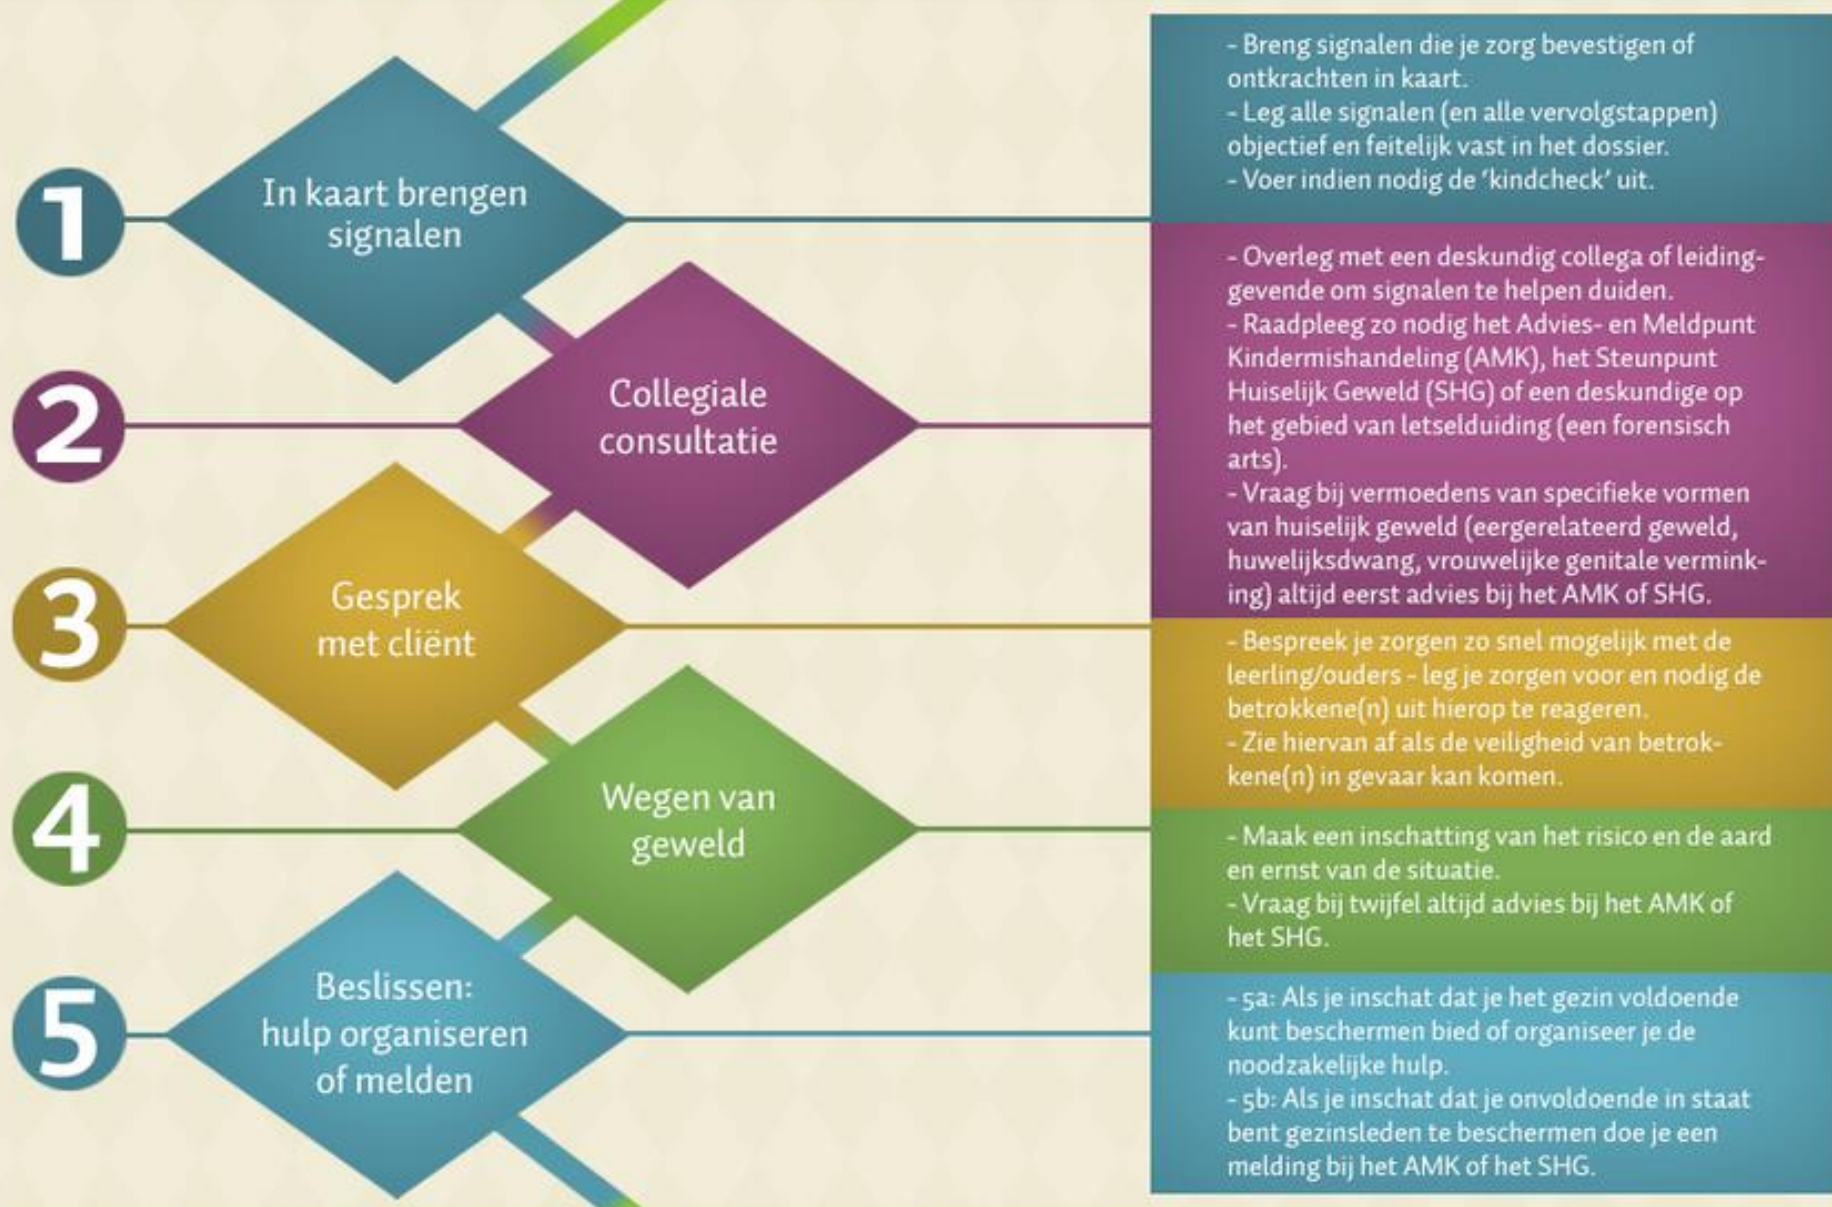 1
In kaart brengen
signalen
- Breng signalen die je zorg bevestigen of
ontkrachten in kaart.
- Leg alle signalen (en alle vervolgstappen)
objectief en feitelijk vast in het dossier.
- Voer indien nodig de ‘kindcheck’ uit.
2
Collegiale
consultatie
- Overleg met een deskundig collega of leiding-
gevende om signalen te helpen duiden.
- Raadpleeg zo nodig het Advies- en Meldpunt
Kindermishandeling (AMK), het Steunpunt
Huiselijk Geweld (SHG) of een deskundige op
het gebied van letselduiding (een forensisch
arts).
- Vraag bij vermoedens van specifieke vormen
van huiselijk geweld (eergerelateerd geweld,
huwelijksdwang, vrouwelijke genitale vermink-
ing) altijd eerst advies bij het AMK of SHG.
3
Gesprek
met cliënt
- Bespreek je zorgen zo snel mogelijk met de
leerling/ouders - leg je zorgen voor en nodig de
betrokkene(n) uit hierop te reageren.
- Zie hiervan af als de veiligheid van betrok-
kene(n) in gevaar kan komen.
4
Wegen van
geweld
- Maak een inschatting van het risico en de aard
en ernst van de situatie.
- Vraag bij twijfel altijd advies bij het AMK of
het SHG.
5
Beslissen:
hulp organiseren
of melden
- 5a: Als je inschat dat je het gezin voldoende
kunt beschermen bied of organiseer je de
noodzakelijke hulp.
- 5b: Als je inschat dat je onvoldoende in staat
bent gezinsleden te beschermen doe je een
melding bij het AMK of het SHG.